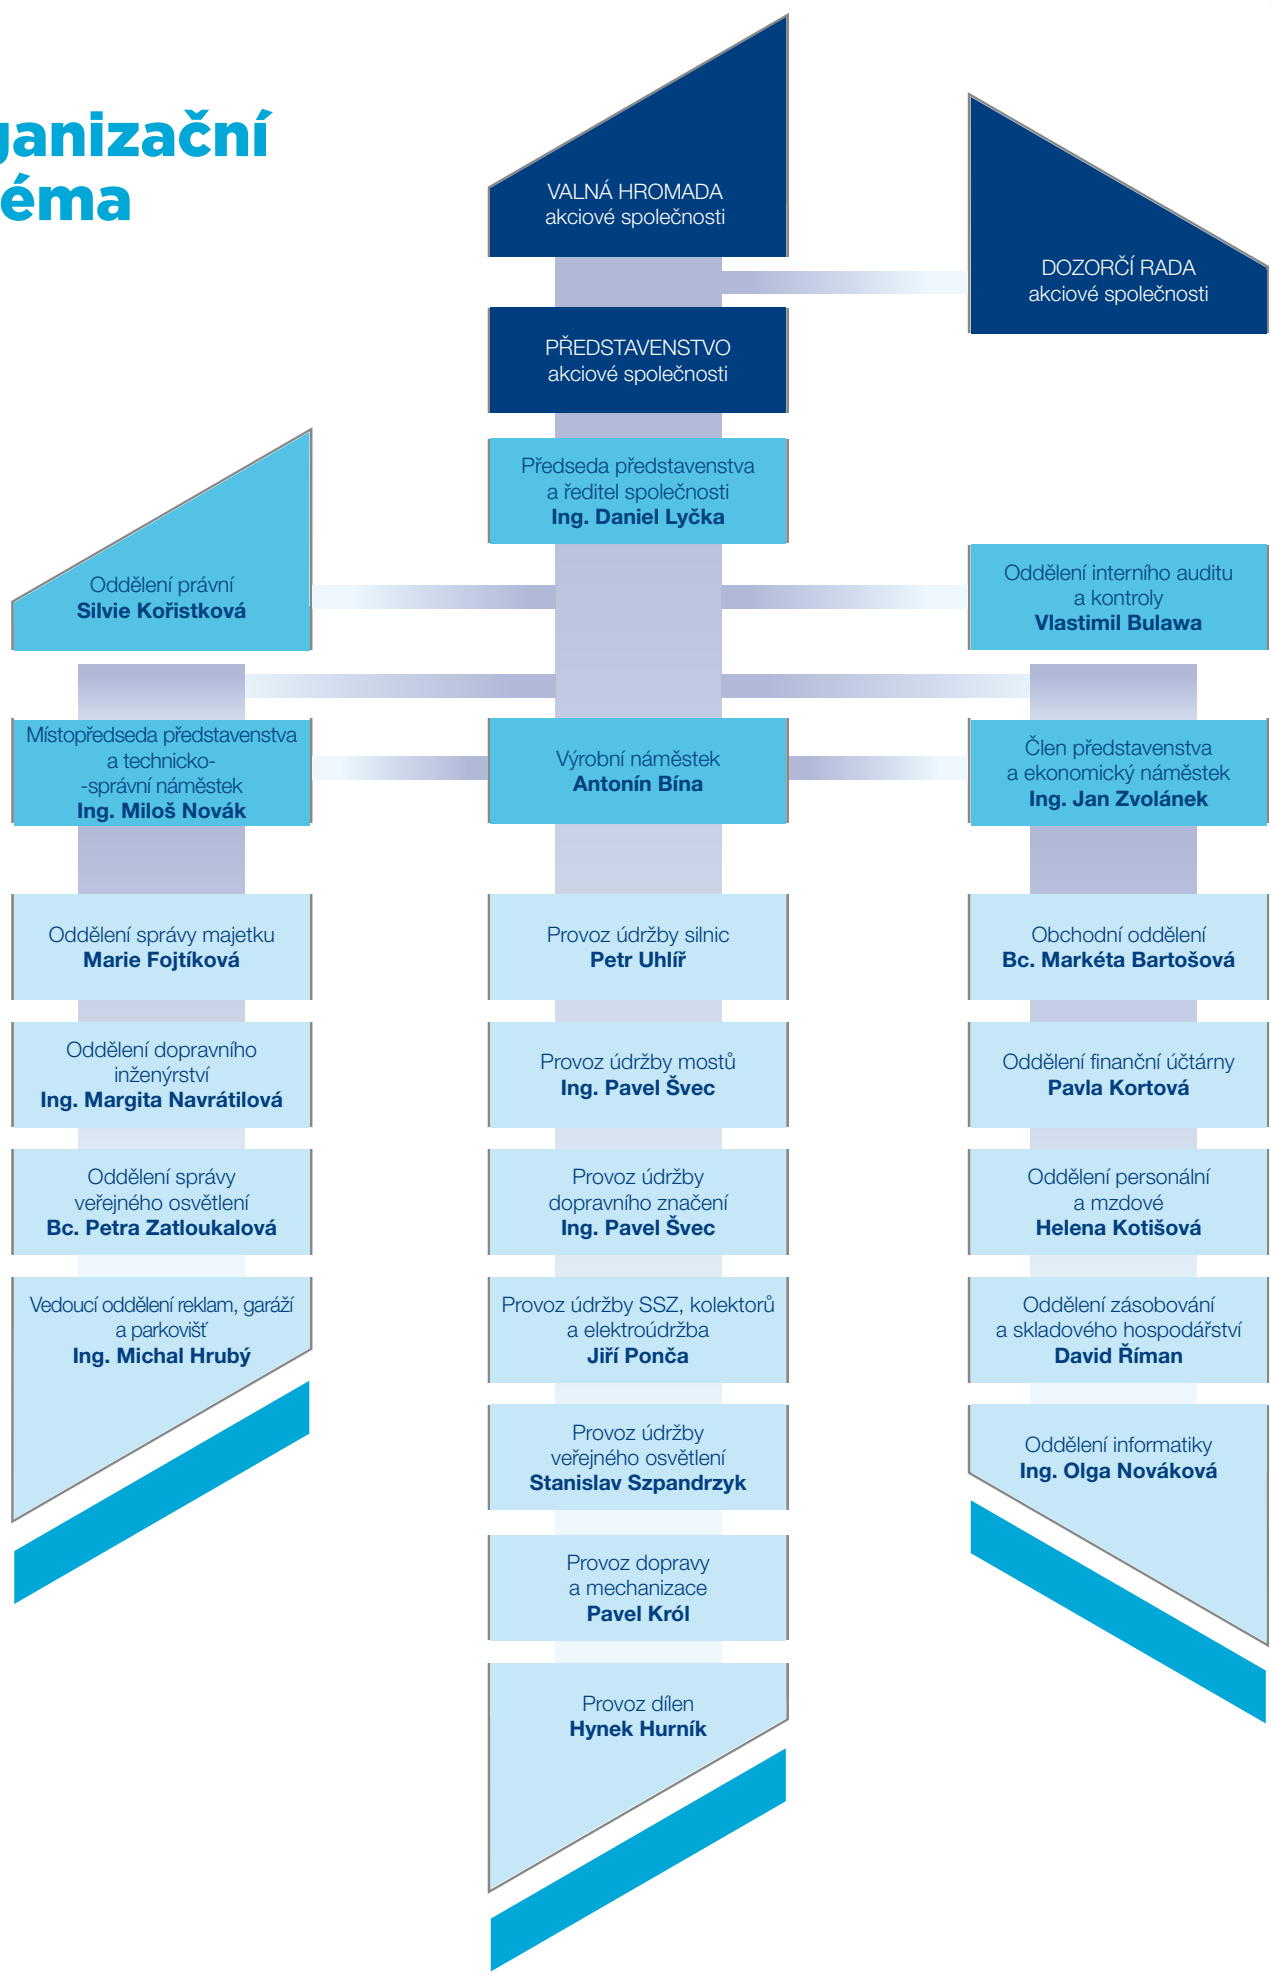 ganizační
éma
VALNÁ HROMADA
akciové společnosti
DOZORČÍ RADA
akciové společnosti
PŘEDSTAVENSTVO
akciové společnosti
Předseda představenstva
a ředitel společnosti
Ing. Daniel Lyčka
Oddělení právní
Silvie Kořistková
Oddělení interního auditu
a kontroly
Vlastimil Bulawa
Místopředseda představenstva
a technicko-
-správní náměstek
Ing. Miloš Novák
Výrobní náměstek
Antonín Bína
Člen představenstva
a ekonomický náměstek
Ing. Jan Zvolánek
Oddělení správy majetku
Marie Fojtíková
Oddělení dopravního
inženýrství
Ing. Margita Navrátilová
Oddělení správy
veřejného osvětlení
Bc. Petra Zatloukalová
Vedoucí oddělení reklam, garáží
a parkovišť
Ing. Michal Hrubý
Provoz údržby silnic
Petr Uhlíř
Provoz údržby mostů
Ing. Pavel Švec
Provoz údržby
dopravního značení
Ing. Pavel Švec
Provoz údržby SSZ, kolektorů
a elektroúdržba
Jiří Ponča
Provoz údržby
veřejného osvětlení
Stanislav Szpandrzyk
Provoz dopravy
a mechanizace
Pavel Król
Provoz dílen
Hynek Hurník
Obchodní oddělení
Bc. Markéta Bartošová
Oddělení finanční účtárny
Pavla Kortová
Oddělení personální
a mzdové
Helena Kotišová
Oddělení zásobování
a skladového hospodářství
David Říman
Oddělení informatiky
Ing. Olga Nováková